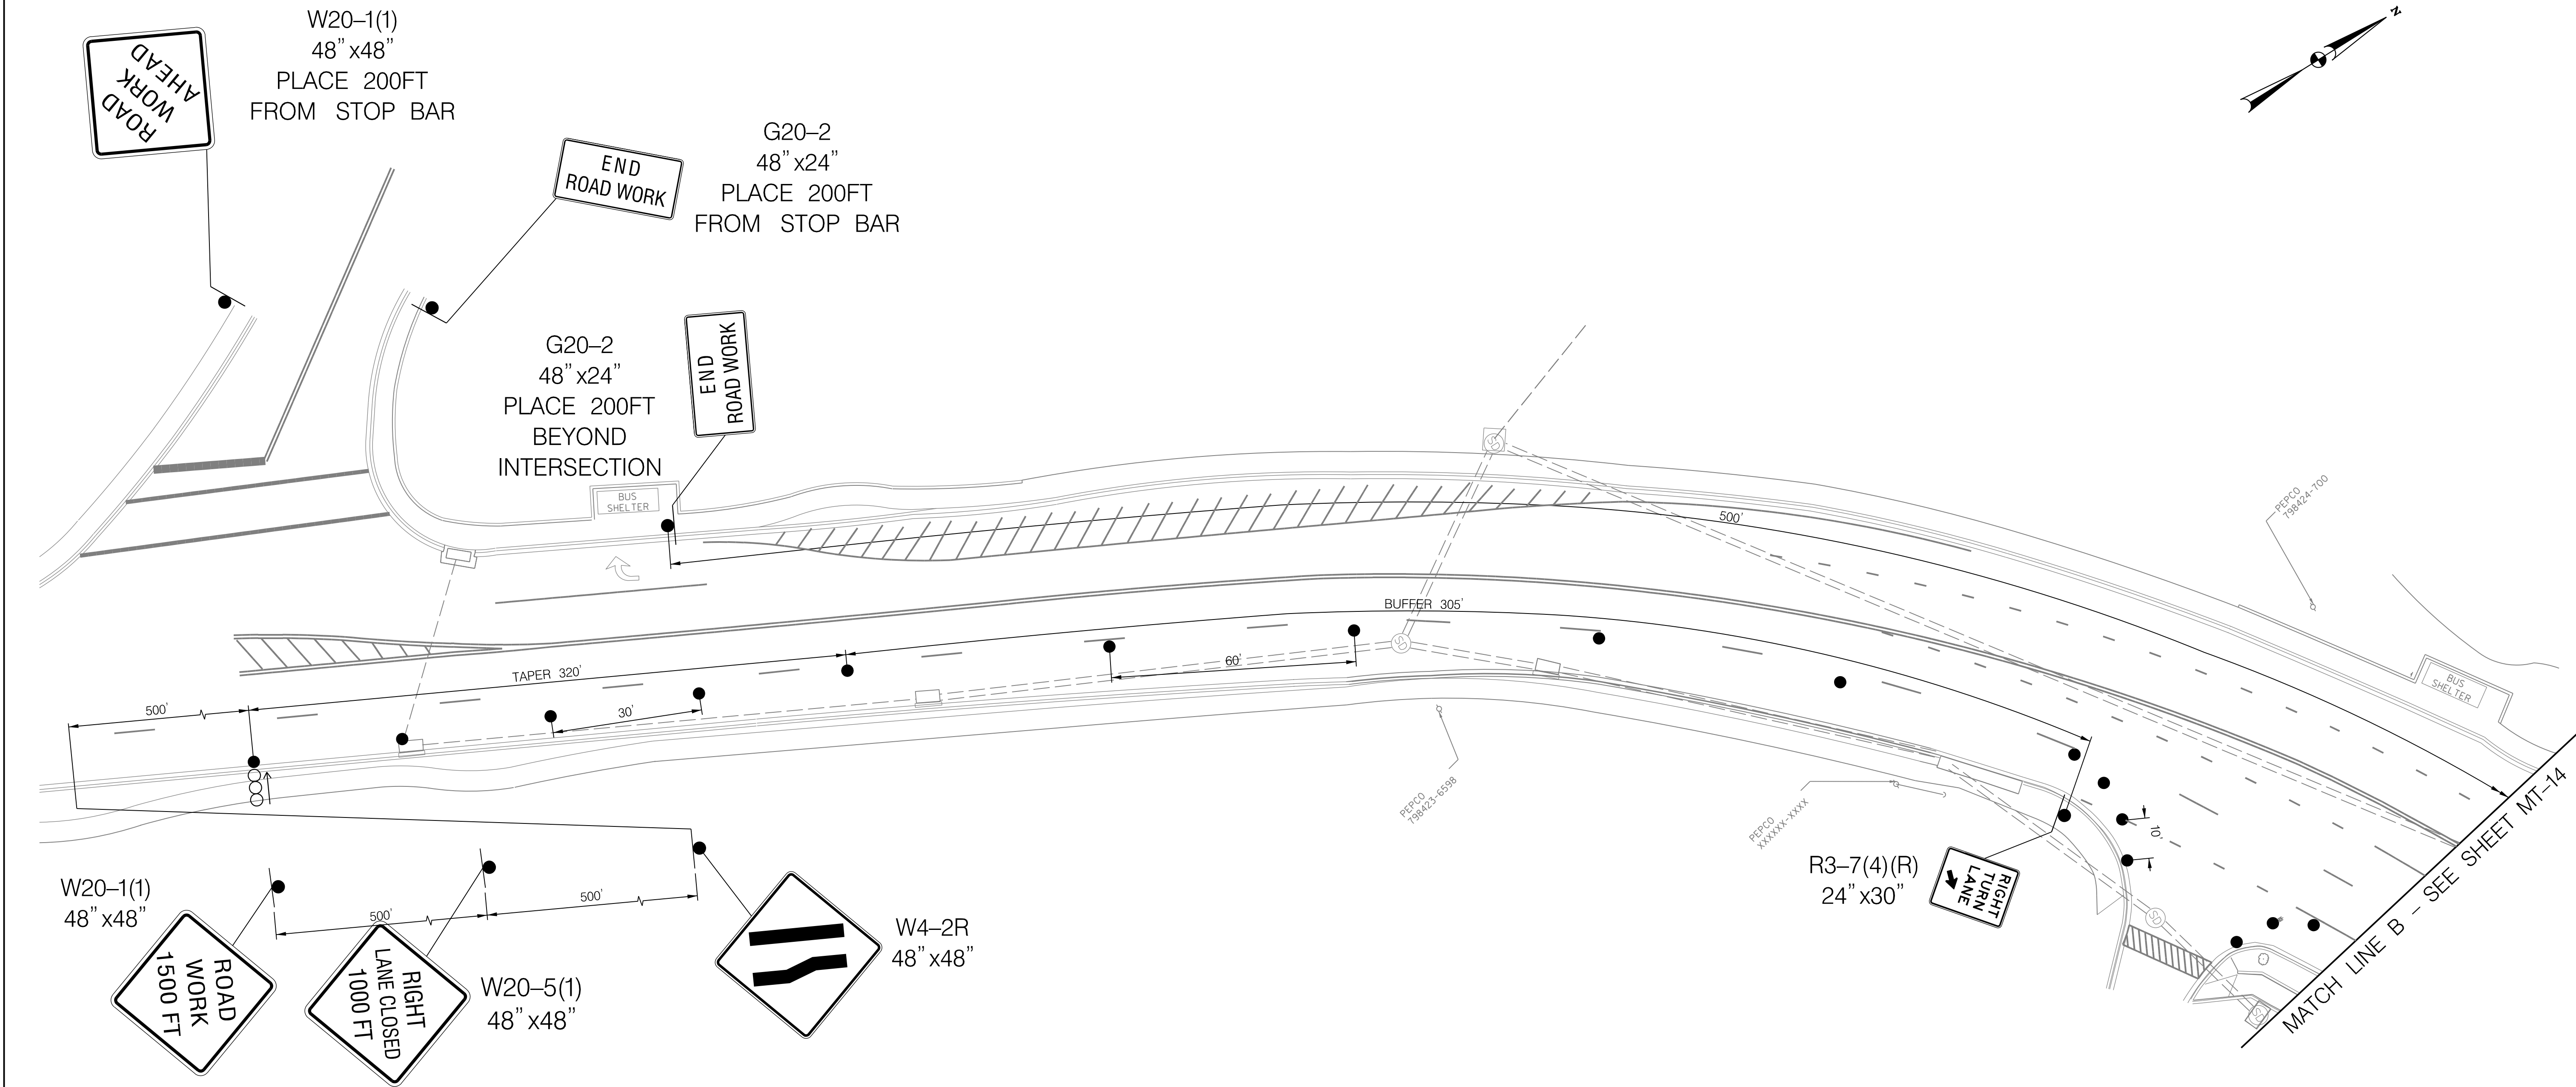 W20–1(1)
48”x48”
PLACE 200FT
FROM STOP BAR
ROAD
WORK
AHEAD
N
G20–2
48”x24”
PLACE 200FT
FROM STOP BAR
END
ROAD WORK
G20–2
48”x24”
PLACE 200FT
BEYOND
INTERSECTION
END
ROAD WORK
BUS
SHELTER
SD
500'
PEPCO
798424-700
BUFFER 305'
SD
TAPER 320'
60'
30'
500'
BUS
SHELTER
PEPCO
798423-6598
PEPCO
XXXXXX-XXXX
10'
R3–7(4)(R)
24”x30”
RIGHT
TURN
LANE
SD
SD
MATCH LINE B – SEE SHEET MT–14
W20–1(1)
48”x48”
ROAD
WORK
1500 FT
500'
500'
RIGHT
LANE CLOSED
1000 FT
W20–5(1)
48”x48”
W4–2R
48”x48”